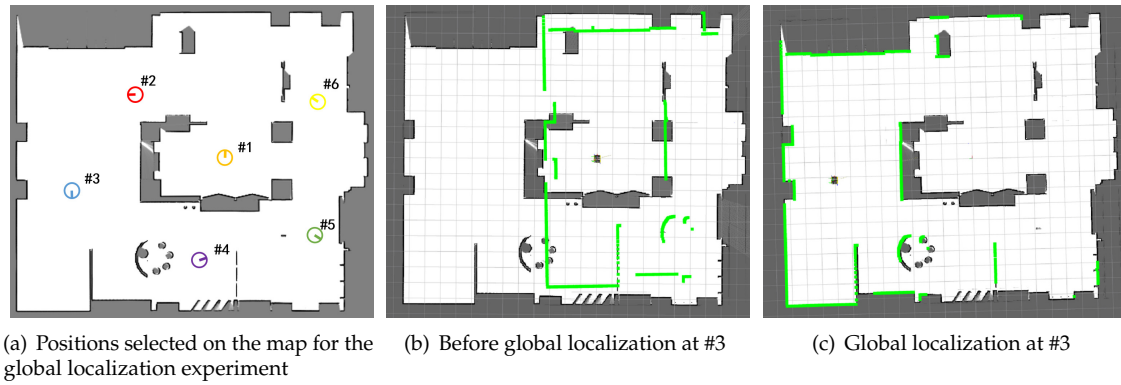 #2
#6
#1
#3
#5
#4
(a) Positions selected on the map for the
global localization experiment
(b) Before global localization at #3
(c) Global localization at #3